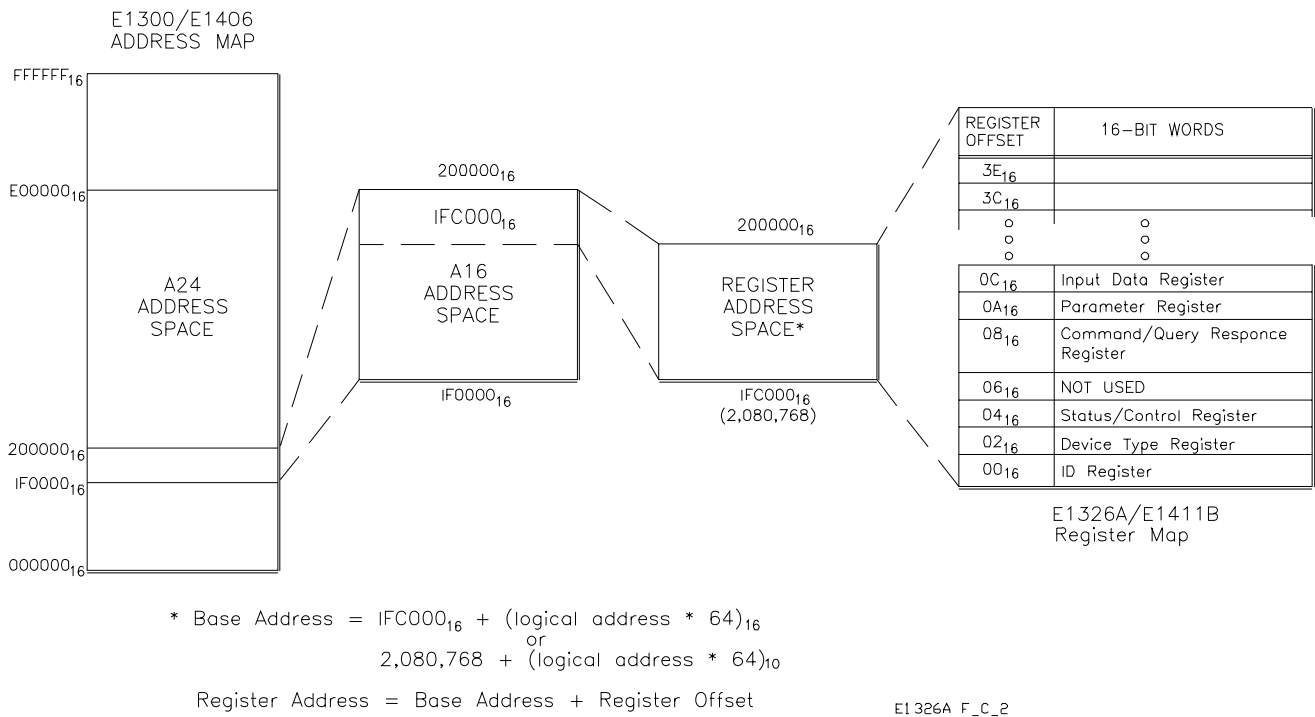 E1300/E1406
ADDRESS MAP
FFFFFF16
E0000016
A24
ADDRESS
SPACE
20000016
IF000016
00000016
20000016
IFC00016
A16
ADDRESS
SPACE
IF000016
20000016
REGISTER
ADDRESS
SPACE*
IFC00016
(2,080,768)
REGISTER OFFSET 16-BIT WORDS
3E16
3C16
0C16 Input Data Register
0A16 Parameter Register
0816 Command/Query Responce
Register
0616 NOT USED
0416 Status/Control Register
0216 Device Type Register
0016 ID Register
E1326A/E1411B
Register Map
* Base Address = IFC00016 + (logical address * 64)16
or
2,080,768 + (logical address * 64)10
Register Address = Base Address + Register Offset
E1326A F_C_2